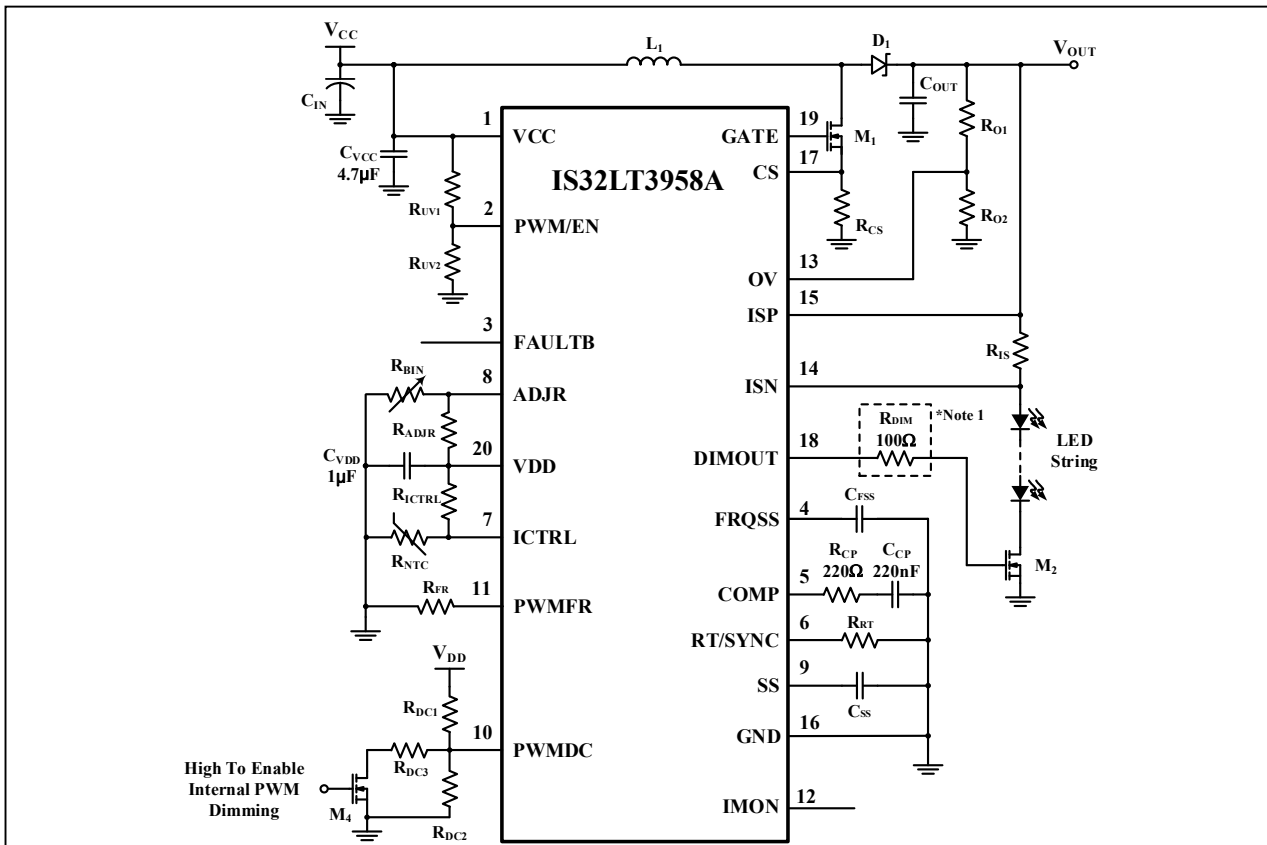 VCC
L1
D1
VOUT
CIN
COUT
1
VCC
19
GATE
M1
RO1
CVCC
4.7µF
17
CS
IS32LT3958A
RUV1
2
PWM/EN
RCS
RO2
RUV2
13
OV
15
ISP
3
FAULTB
RIS
RBIN
8
ADJR
14
ISN
RADJR
RDIM
100Ω
*Note 1
CVDD
1µF
20
VDD
18
DIMOUT
LED
String
RICTRL
CFSS
4
FRQSS
7
ICTRL
RNTC
RCP
220Ω
CCP
220nF
M2
RFR
11
PWMFR
5
COMP
6
RT/SYNC
RRT
VDD
9
SS
CSS
RDC1
10
PWMDC
16
GND
RDC3
High To Enable
Internal PWM
Dimming
M4
RDC2
12
IMON